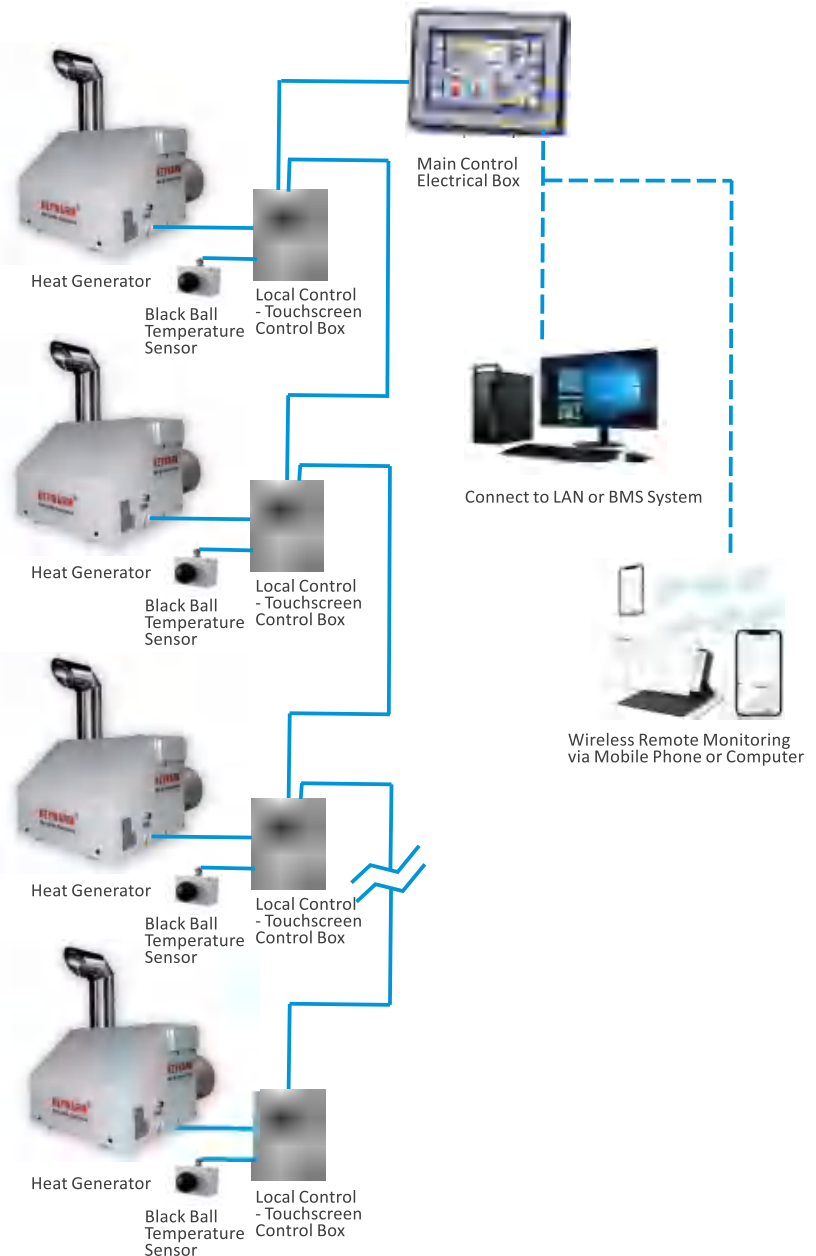 Main Control
Electrical Box
Heat Generator
Black Ball
Temperature
Sensor
Local Control
- Touchscreen
Control Box
Connect to LAN or BMS System
Heat Generator
Black Ball
Temperature
Sensor
Local Control
- Touchscreen
Control Box
Wireless Remote Monitoring
via Mobile Phone or Computer
Heat Generator
Black Ball
Temperature
Sensor
Local Control
- Touchscreen
Control Box
Heat Generator
Black Ball
Temperature
Sensor
Local Control
- Touchscreen
Control Box